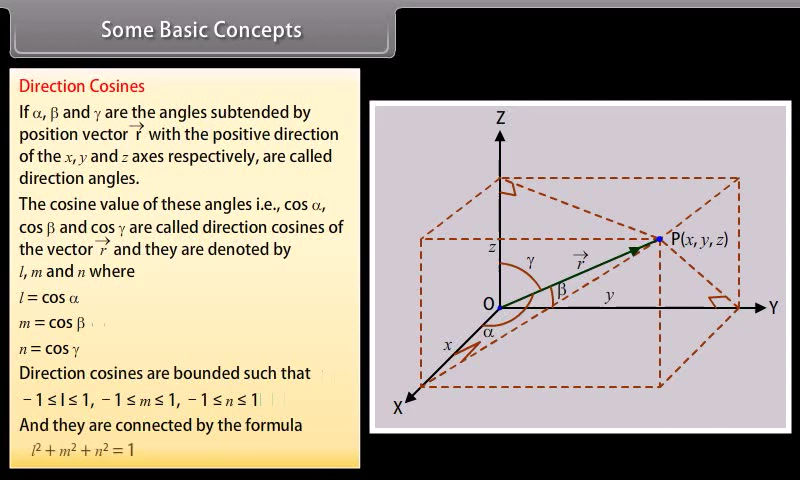 Some Basic Concepts
Direction Cosines
If α, β and γ are the angles subtended by
position vector r⃗ with the positive direction
of the x, y and z axes respectively, are called
direction angles.
The cosine value of these angles i.e., cos α,
cos β and cos γ are called direction cosines of
the vector r⃗ and they are denoted by
l, m and n where
l = cos α
m = cos β
n = cos γ
Direction cosines are bounded such that
−1 ≤ l ≤ 1, −1 ≤ m ≤ 1, −1 ≤ n ≤ 1
And they are connected by the formula
l² + m² + n² = 1
Z
P(x, y, z)
z
γ
r⃗
β
y
O
Y
α
x
X